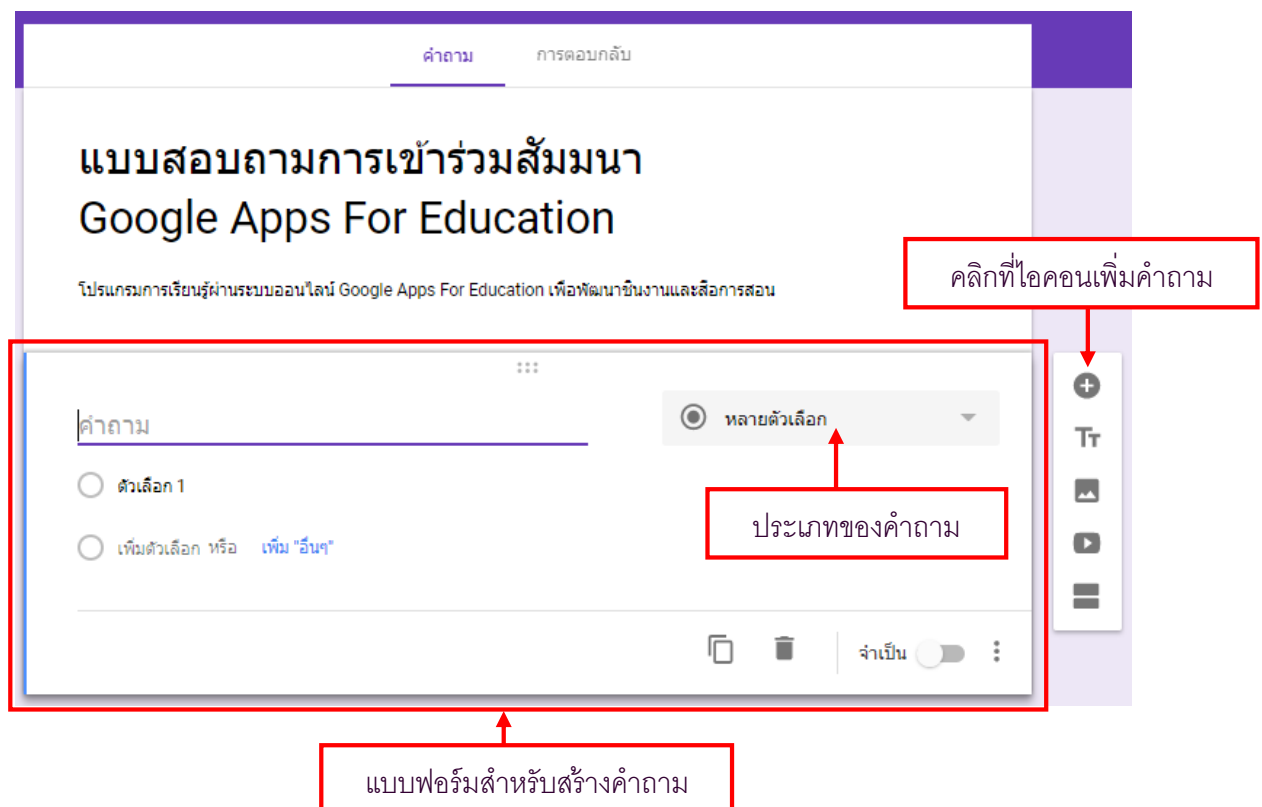 คำถาม การตอบกลับ
แบบสอบถามการเข้าร่วมสัมมนา
Google Apps For Education
โปรแกรมการเรียนรู้ผ่านระบบออนไลน์ Google Apps For Education เพื่อพัฒนาชิ้นงานและสื่อการสอน
คลิกที่ไอคอนเพิ่มคำถาม
คำถาม
หลายตัวเลือก
Tт
ตัวเลือก 1
ประเภทของคำถาม
เพิ่มตัวเลือก หรือ เพิ่ม "อื่นๆ"
จำเป็น
แบบฟอร์มสำหรับสร้างคำถาม